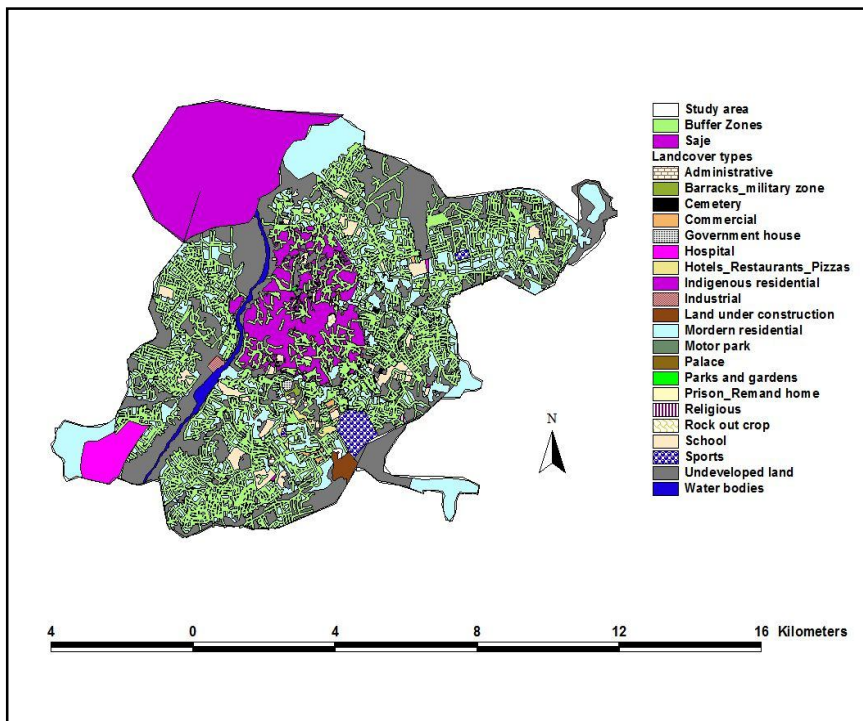 Study area
Buffer Zones
Saje
Landcover types
Administrative
Barracks_military zone
Cemetery
Commercial
Government house
Hospital
Hotels_Restaurants_Pizzas
Indigenous residential
Industrial
Land under construction
Mordern residential
Motor park
Palace
Parks and gardens
Prison_Remand home
Religious
Rock out crop
School
Sports
Undeveloped land
Water bodies
N
4 0 4 8 12 16 Kilometers